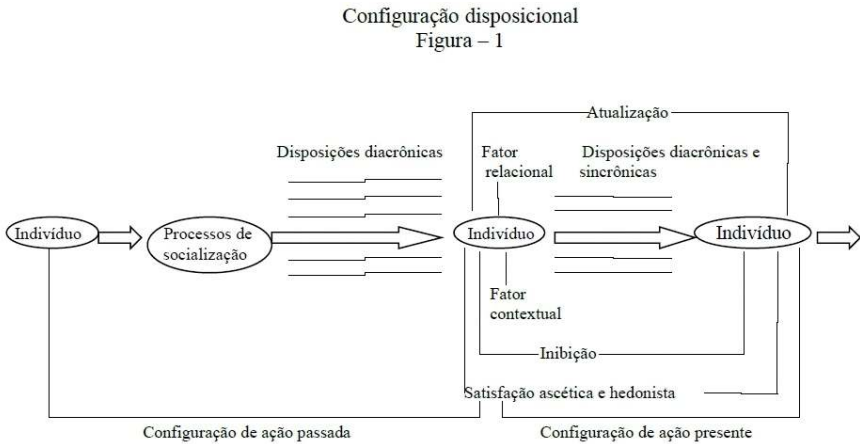 Configuração disposicional
Figura – 1
Atualização
Disposições diacrônicas
Fator
relacional
Disposições diacrônicas e
sincrônicas
Indivíduo
Processos de
socialização
Indivíduo
Indivíduo
Fator
contextual
Inibição
Satisfação ascética e hedonista
Configuração de ação passada
Configuração de ação presente